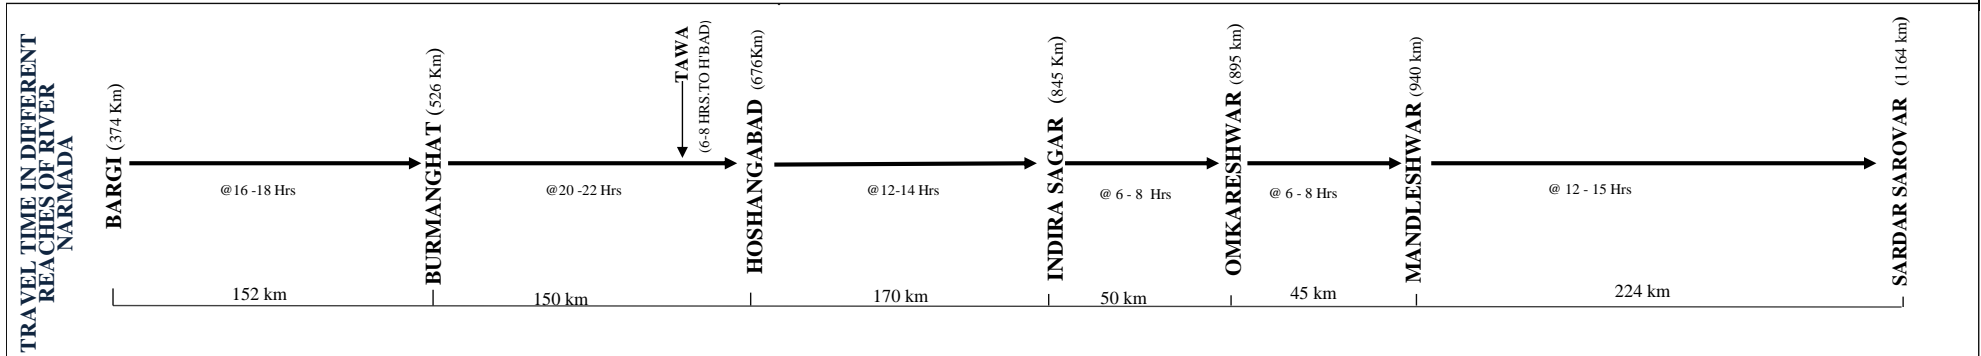 TRAVEL TIME IN DIFFERENT
REACHES OF RIVER
NARMADA
BARGI (374 Km)
@16 -18 Hrs
BURMANGHAT (526 Km)
@20 -22 Hrs
TAWA
(6-8 HRS.TO H'BAD)
HOSHANGABAD (676Km)
@12-14 Hrs
INDIRA SAGAR (845 Km)
@ 6 - 8 Hrs
OMKARESHWAR (895 km)
@ 6 - 8 Hrs
MANDLESHWAR (940 km)
@ 12 - 15 Hrs
SARDAR SAROVAR (1164 km)
152 km
150 km
170 km
50 km
45 km
224 km